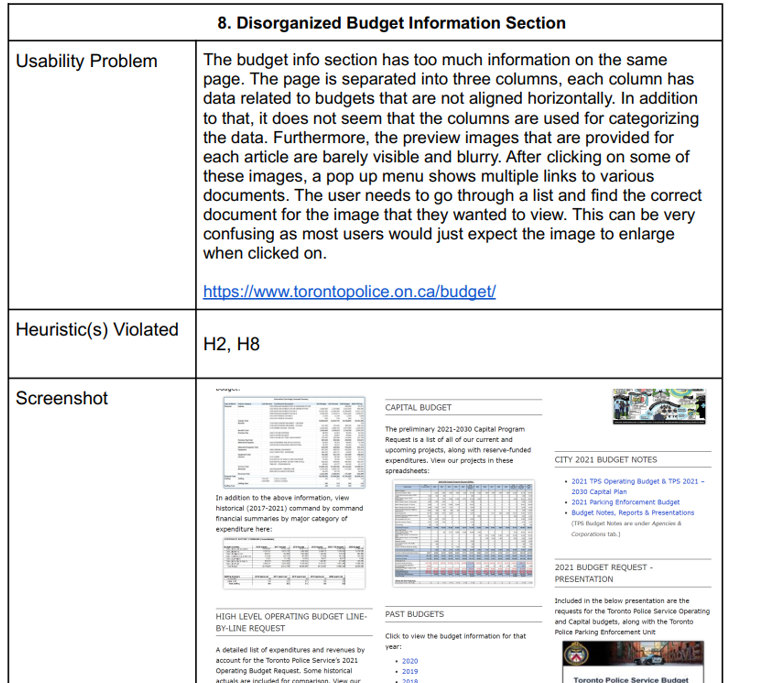 8. Disorganized Budget Information Section
Usability Problem
The budget info section has too much information on the same
page. The page is separated into three columns, each column has
data related to budgets that are not aligned horizontally. In addition
to that, it does not seem that the columns are used for categorizing
the data. Furthermore, the preview images that are provided for
each article are barely visible and blurry. After clicking on some of
these images, a pop up menu shows multiple links to various
documents. The user needs to go through a list and find the correct
document for the image that they wanted to view. This can be very
confusing as most users would just expect the image to enlarge
when clicked on.
https://www.torontopolice.on.ca/budget/
Heuristic(s) Violated
H2, H8
Screenshot
In addition to the above information, view
historical (2017-2021) command by command
financial summaries by major category of
expenditure here:
HIGH LEVEL OPERATING BUDGET LINE-
BY-LINE REQUEST
A detailed list of expenditures and revenues by
account for the Toronto Police Service's 2021
Operating Budget Request. Some historical
actuals are included for comparison. View our
CAPITAL BUDGET
The preliminary 2021-2030 Capital Program
Request is a list of all of our current and
upcoming projects, along with reserve-funded
expenditures. View our projects in these
spreadsheets:
PAST BUDGETS
Click to view the budget information for that
year:
• 2020
• 2019
• 2018
CITY 2021 BUDGET NOTES
• 2021 TPS Operating Budget & TPS 2021 –
2030 Capital Plan
• 2021 Parking Enforcement Budget
• Budget Notes, Reports & Presentations
(TPS Budget Notes are under Agencies &
Corporations tab.)
2021 BUDGET REQUEST -
PRESENTATION
Included in the below presentation are the
requests for the Toronto Police Service Operating
and Capital budgets, along with the Toronto
Police Parking Enforcement Unit
Toronto Police Service Budget